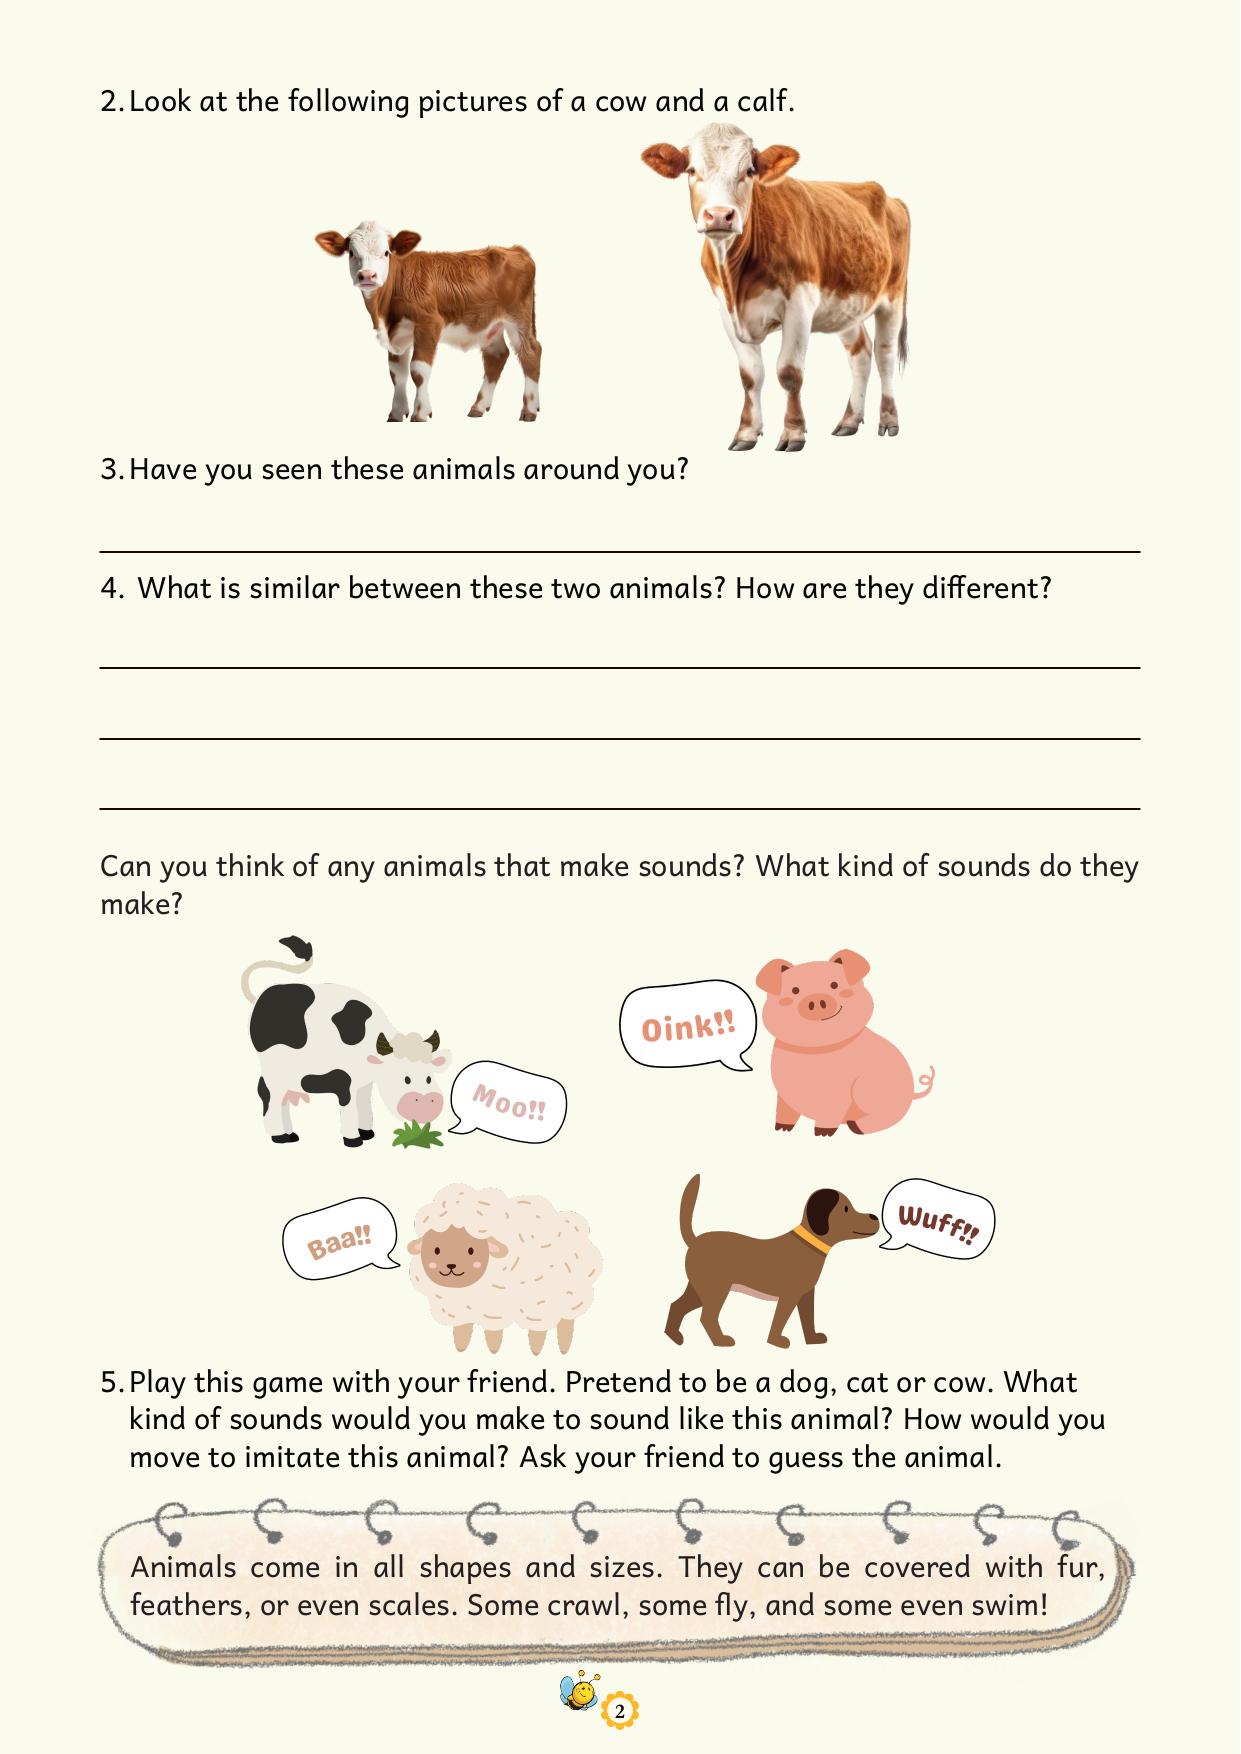 2. Look at the following pictures of a cow and a calf.
3. Have you seen these animals around you?
4. What is similar between these two animals? How are they different?
Can you think of any animals that make sounds? What kind of sounds do they
make?
Oink!!
Moo!!
Baa!!
Wuff!!
5. Play this game with your friend. Pretend to be a dog, cat or cow. What
kind of sounds would you make to sound like this animal? How would you
move to imitate this animal? Ask your friend to guess the animal.
Animals come in all shapes and sizes. They can be covered with fur,
feathers, or even scales. Some crawl, some fly, and some even swim!
2